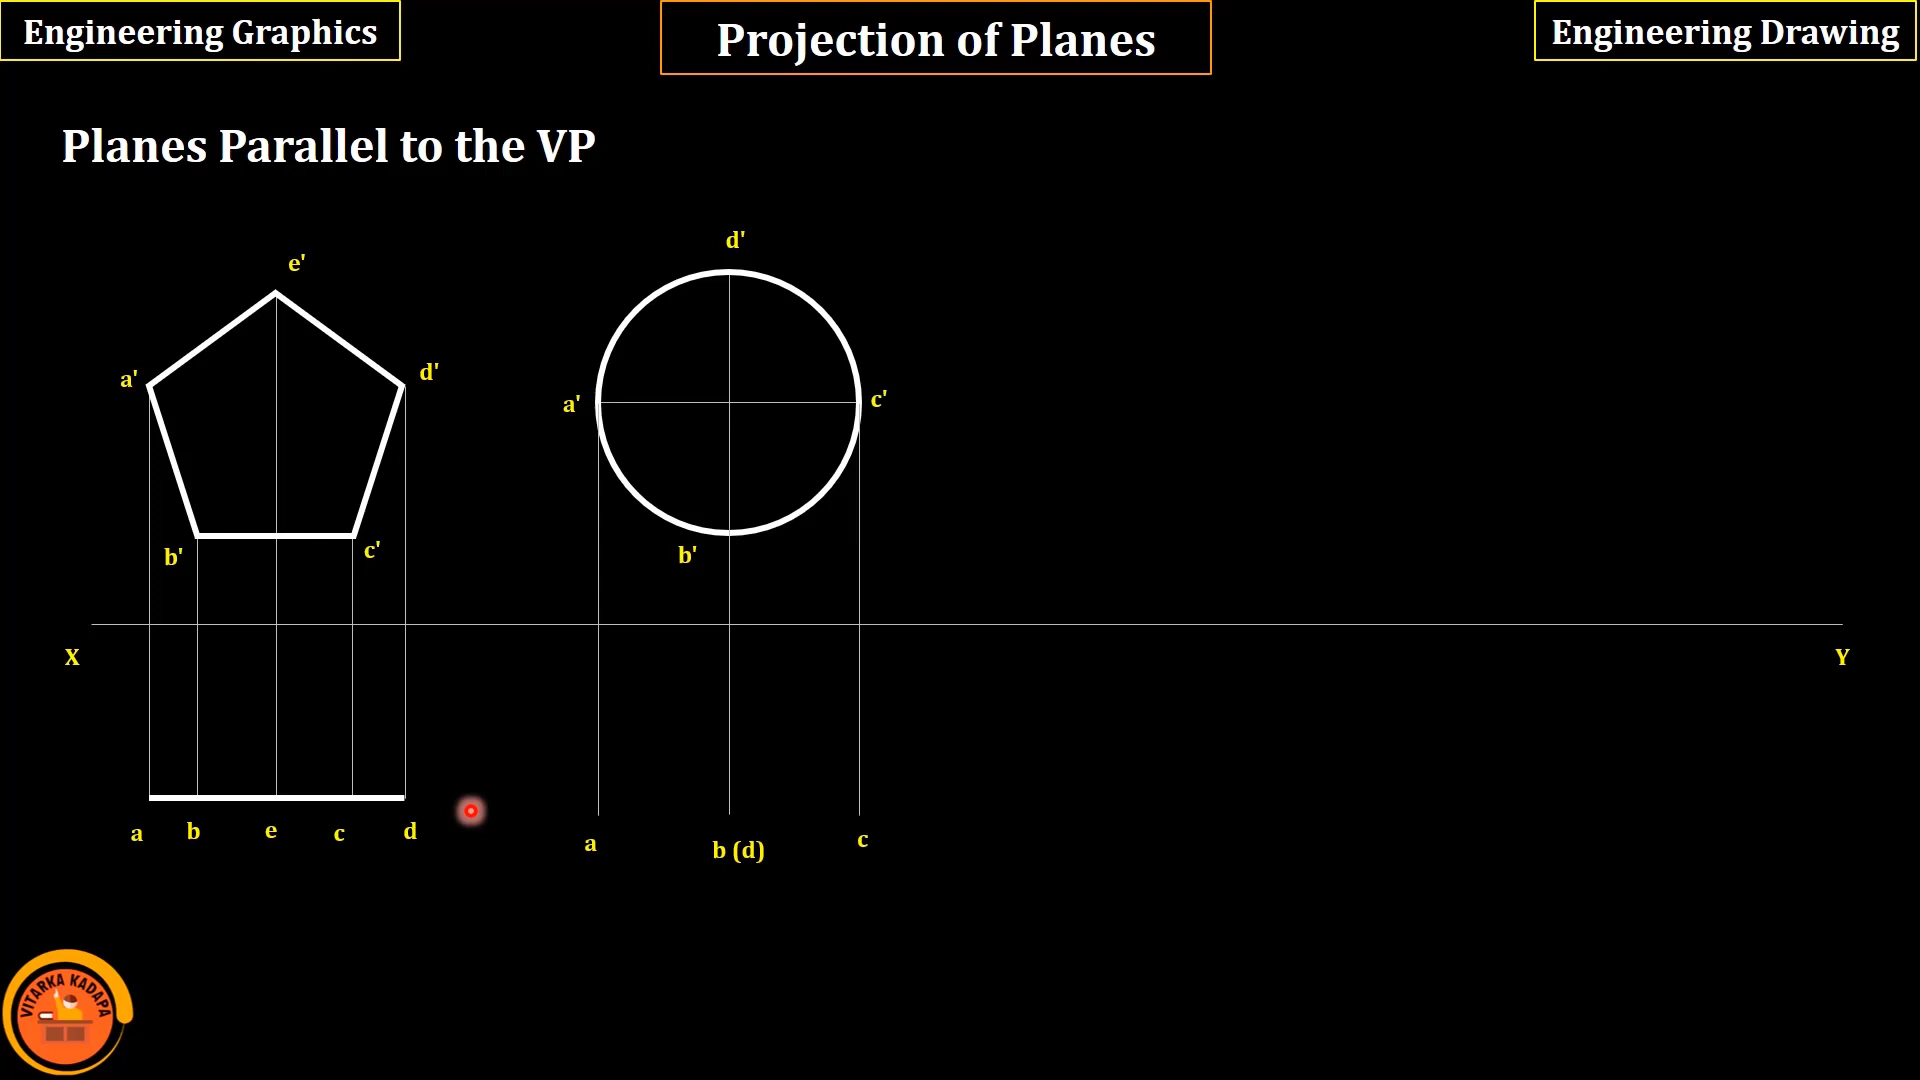 Engineering Graphics
Projection of Planes
Engineering Drawing
Planes Parallel to the VP
e'
a'
d'
b'
c'
d'
a'
c'
b'
X
Y
a
b
e
c
d
a
b (d)
c
VITARKA KADAPA